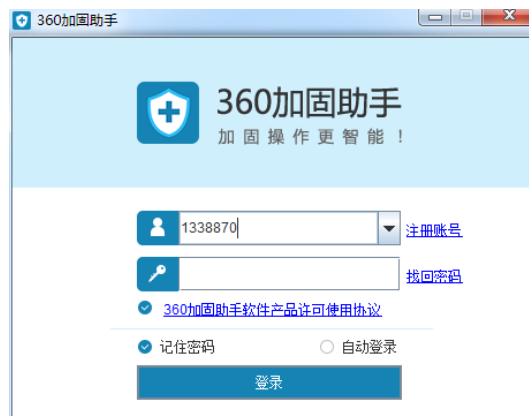 360加固助手
360加固助手
加固操作更智能！
1338870
注册账号
找回密码
360加固助手软件产品许可使用协议
记住密码 自动登录
登录